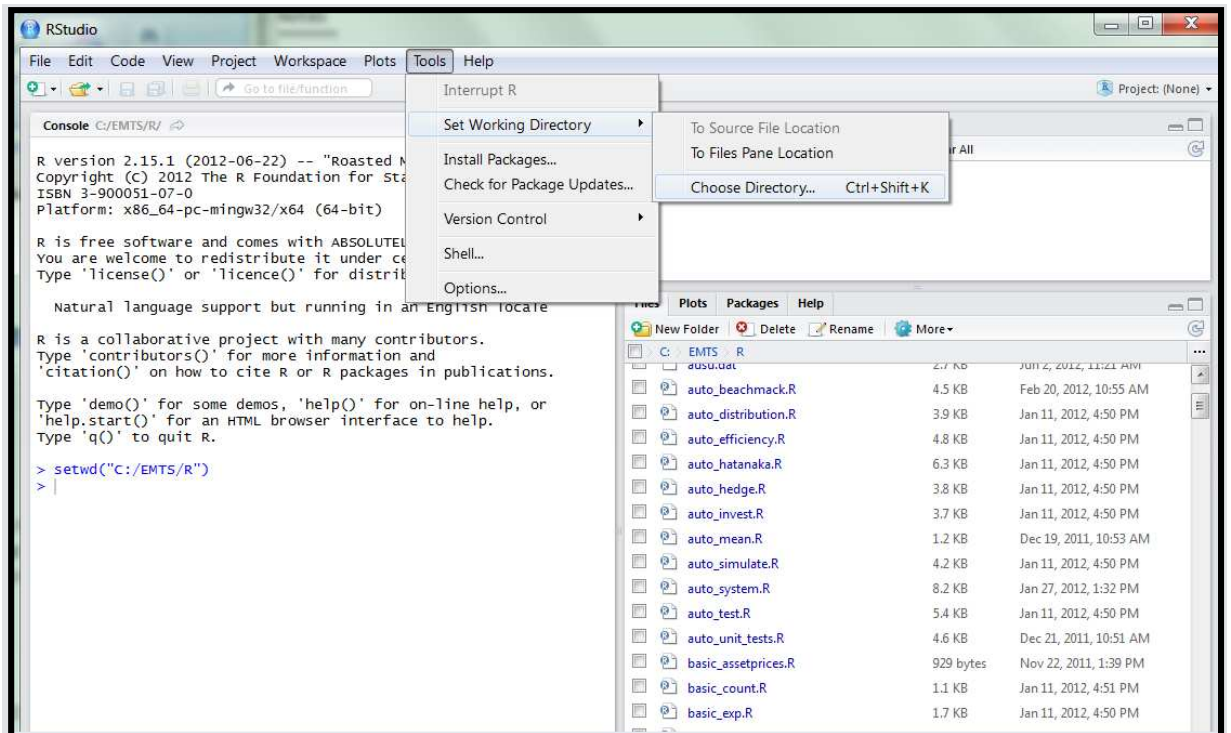 RStudio
File Edit Code View Project Workspace Plots Tools Help
Go to file/function
Project: (None)
Interrupt R
Set Working Directory
Install Packages...
Check for Package Updates...
Version Control
Shell...
Options...
To Source File Location
To Files Pane Location
Choose Directory... Ctrl+Shift+K
All
Console C:/EMTS/R/
R version 2.15.1 (2012-06-22) -- "Roasted
Copyright (C) 2012 The R Foundation for
ISBN 3-900051-07-0
Platform: x86_64-pc-mingw32/x64 (64-bit)
R is free software and comes with
You are welcome to redistribute it under
Type 'license()' or 'licence()' for
Natural language support but running in an English locale
R is a collaborative project with many contributors.
Type 'contributors()' for more information and
'citation()' on how to cite R or R packages in publications.
Type 'demo()' for some demos, 'help()' for on-line help, or
'help.start()' for an HTML browser interface to help.
Type 'q()' to quit R.
> setwd("C:/EMTS/R")
>
Files Plots Packages Help
New Folder Delete Rename More
C: EMTS R
ausu.dat 2.7 KB Jun 2, 2012, 11:21 AM
auto_beachmack.R 4.5 KB Feb 20, 2012, 10:55 AM
auto_distribution.R 3.9 KB Jan 11, 2012, 4:50 PM
auto_efficiency.R 4.8 KB Jan 11, 2012, 4:50 PM
auto_hatanaka.R 6.3 KB Jan 11, 2012, 4:50 PM
auto_hedge.R 3.8 KB Jan 11, 2012, 4:50 PM
auto_invest.R 3.7 KB Jan 11, 2012, 4:50 PM
auto_mean.R 1.2 KB Dec 19, 2011, 10:53 AM
auto_simulate.R 4.2 KB Jan 11, 2012, 4:50 PM
auto_system.R 8.2 KB Jan 27, 2012, 1:32 PM
auto_test.R 5.4 KB Jan 11, 2012, 4:50 PM
auto_unit_tests.R 4.6 KB Dec 21, 2011, 10:51 AM
basic_assetprices.R 929 bytes Nov 22, 2011, 1:39 PM
basic_count.R 1.1 KB Jan 11, 2012, 4:51 PM
basic_exp.R 1.7 KB Jan 11, 2012, 4:50 PM